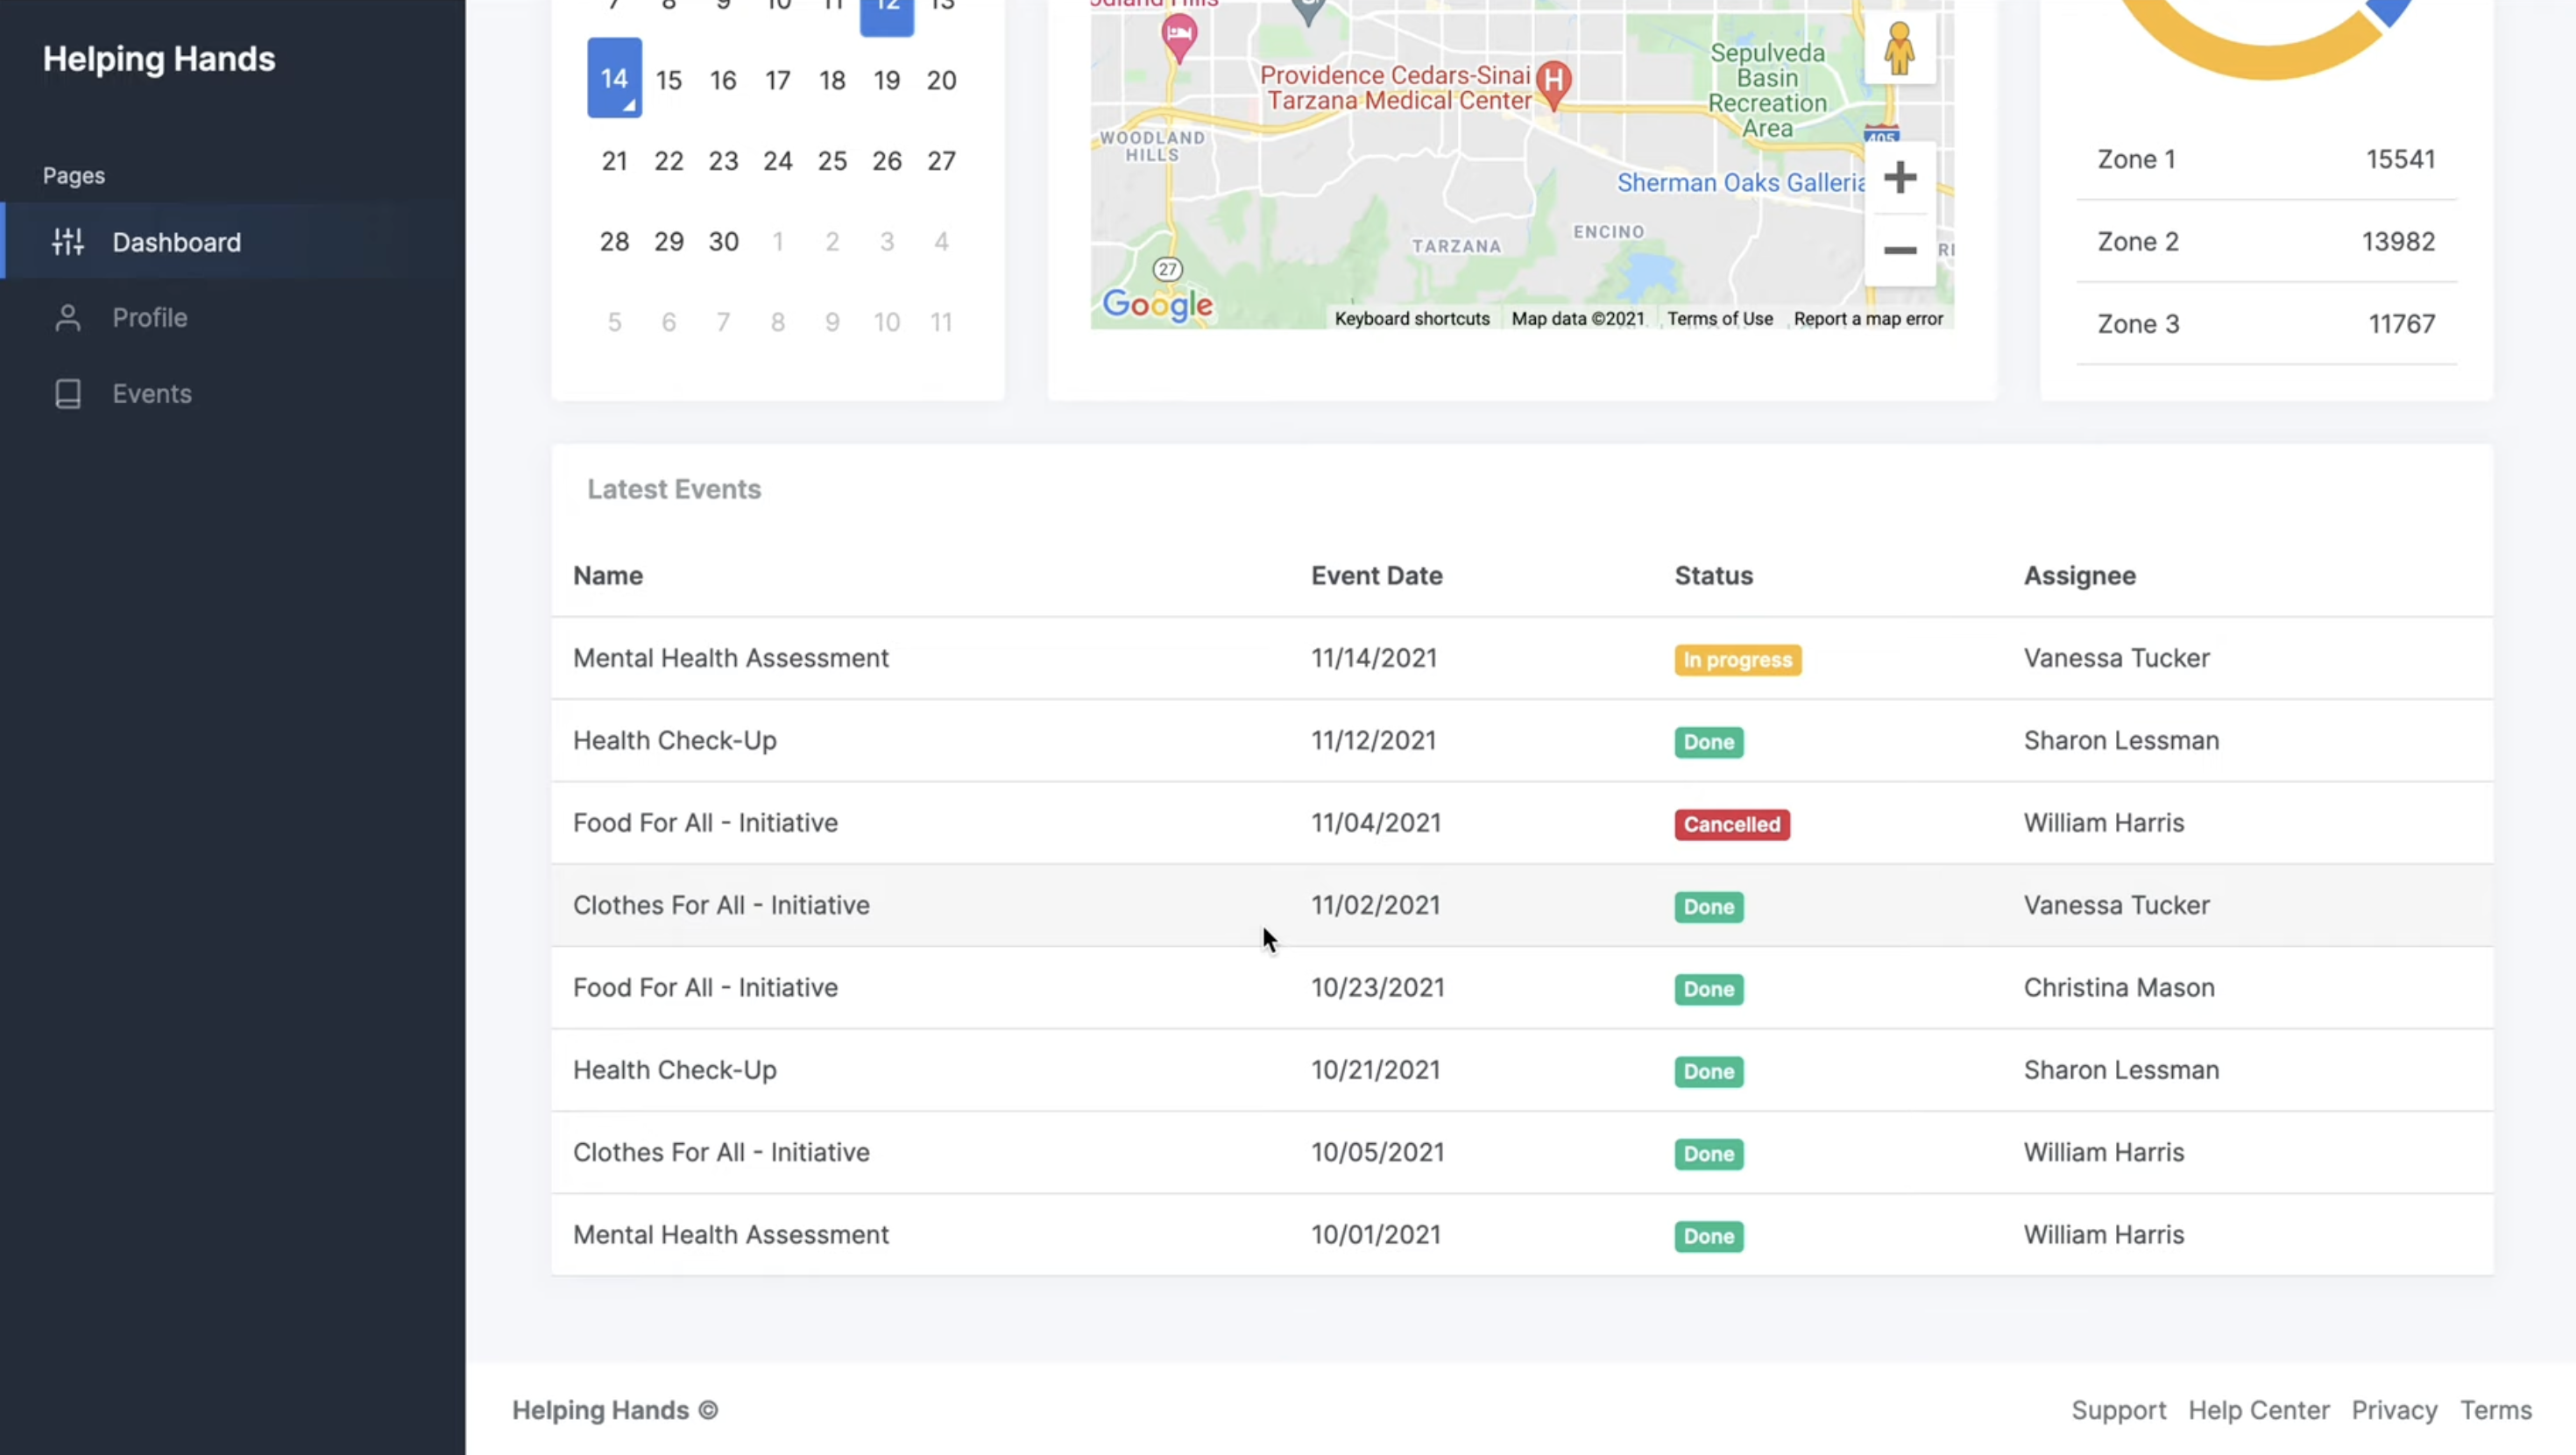 Helping Hands
Pages
Dashboard
Profile
Events
7 8 9 10 11 12 13
14 15 16 17 18 19 20
21 22 23 24 25 26 27
28 29 30 1 2 3 4
5 6 7 8 9 10 11
Providence Cedars-Sinai
Tarzana Medical Center
H
Sepulveda
Basin
Recreation
Area
405
WOODLAND
HILLS
Sherman Oaks Galleria
TARZANA
ENCINO
27
Google
Keyboard shortcuts Map data ©2021 Terms of Use Report a map error
Zone 1 15541
Zone 2 13982
Zone 3 11767
Latest Events
Name Event Date Status Assignee
Mental Health Assessment 11/14/2021 In progress Vanessa Tucker
Health Check-Up 11/12/2021 Done Sharon Lessman
Food For All - Initiative 11/04/2021 Cancelled William Harris
Clothes For All - Initiative 11/02/2021 Done Vanessa Tucker
Food For All - Initiative 10/23/2021 Done Christina Mason
Health Check-Up 10/21/2021 Done Sharon Lessman
Clothes For All - Initiative 10/05/2021 Done William Harris
Mental Health Assessment 10/01/2021 Done William Harris
Helping Hands ©
Support Help Center Privacy Terms